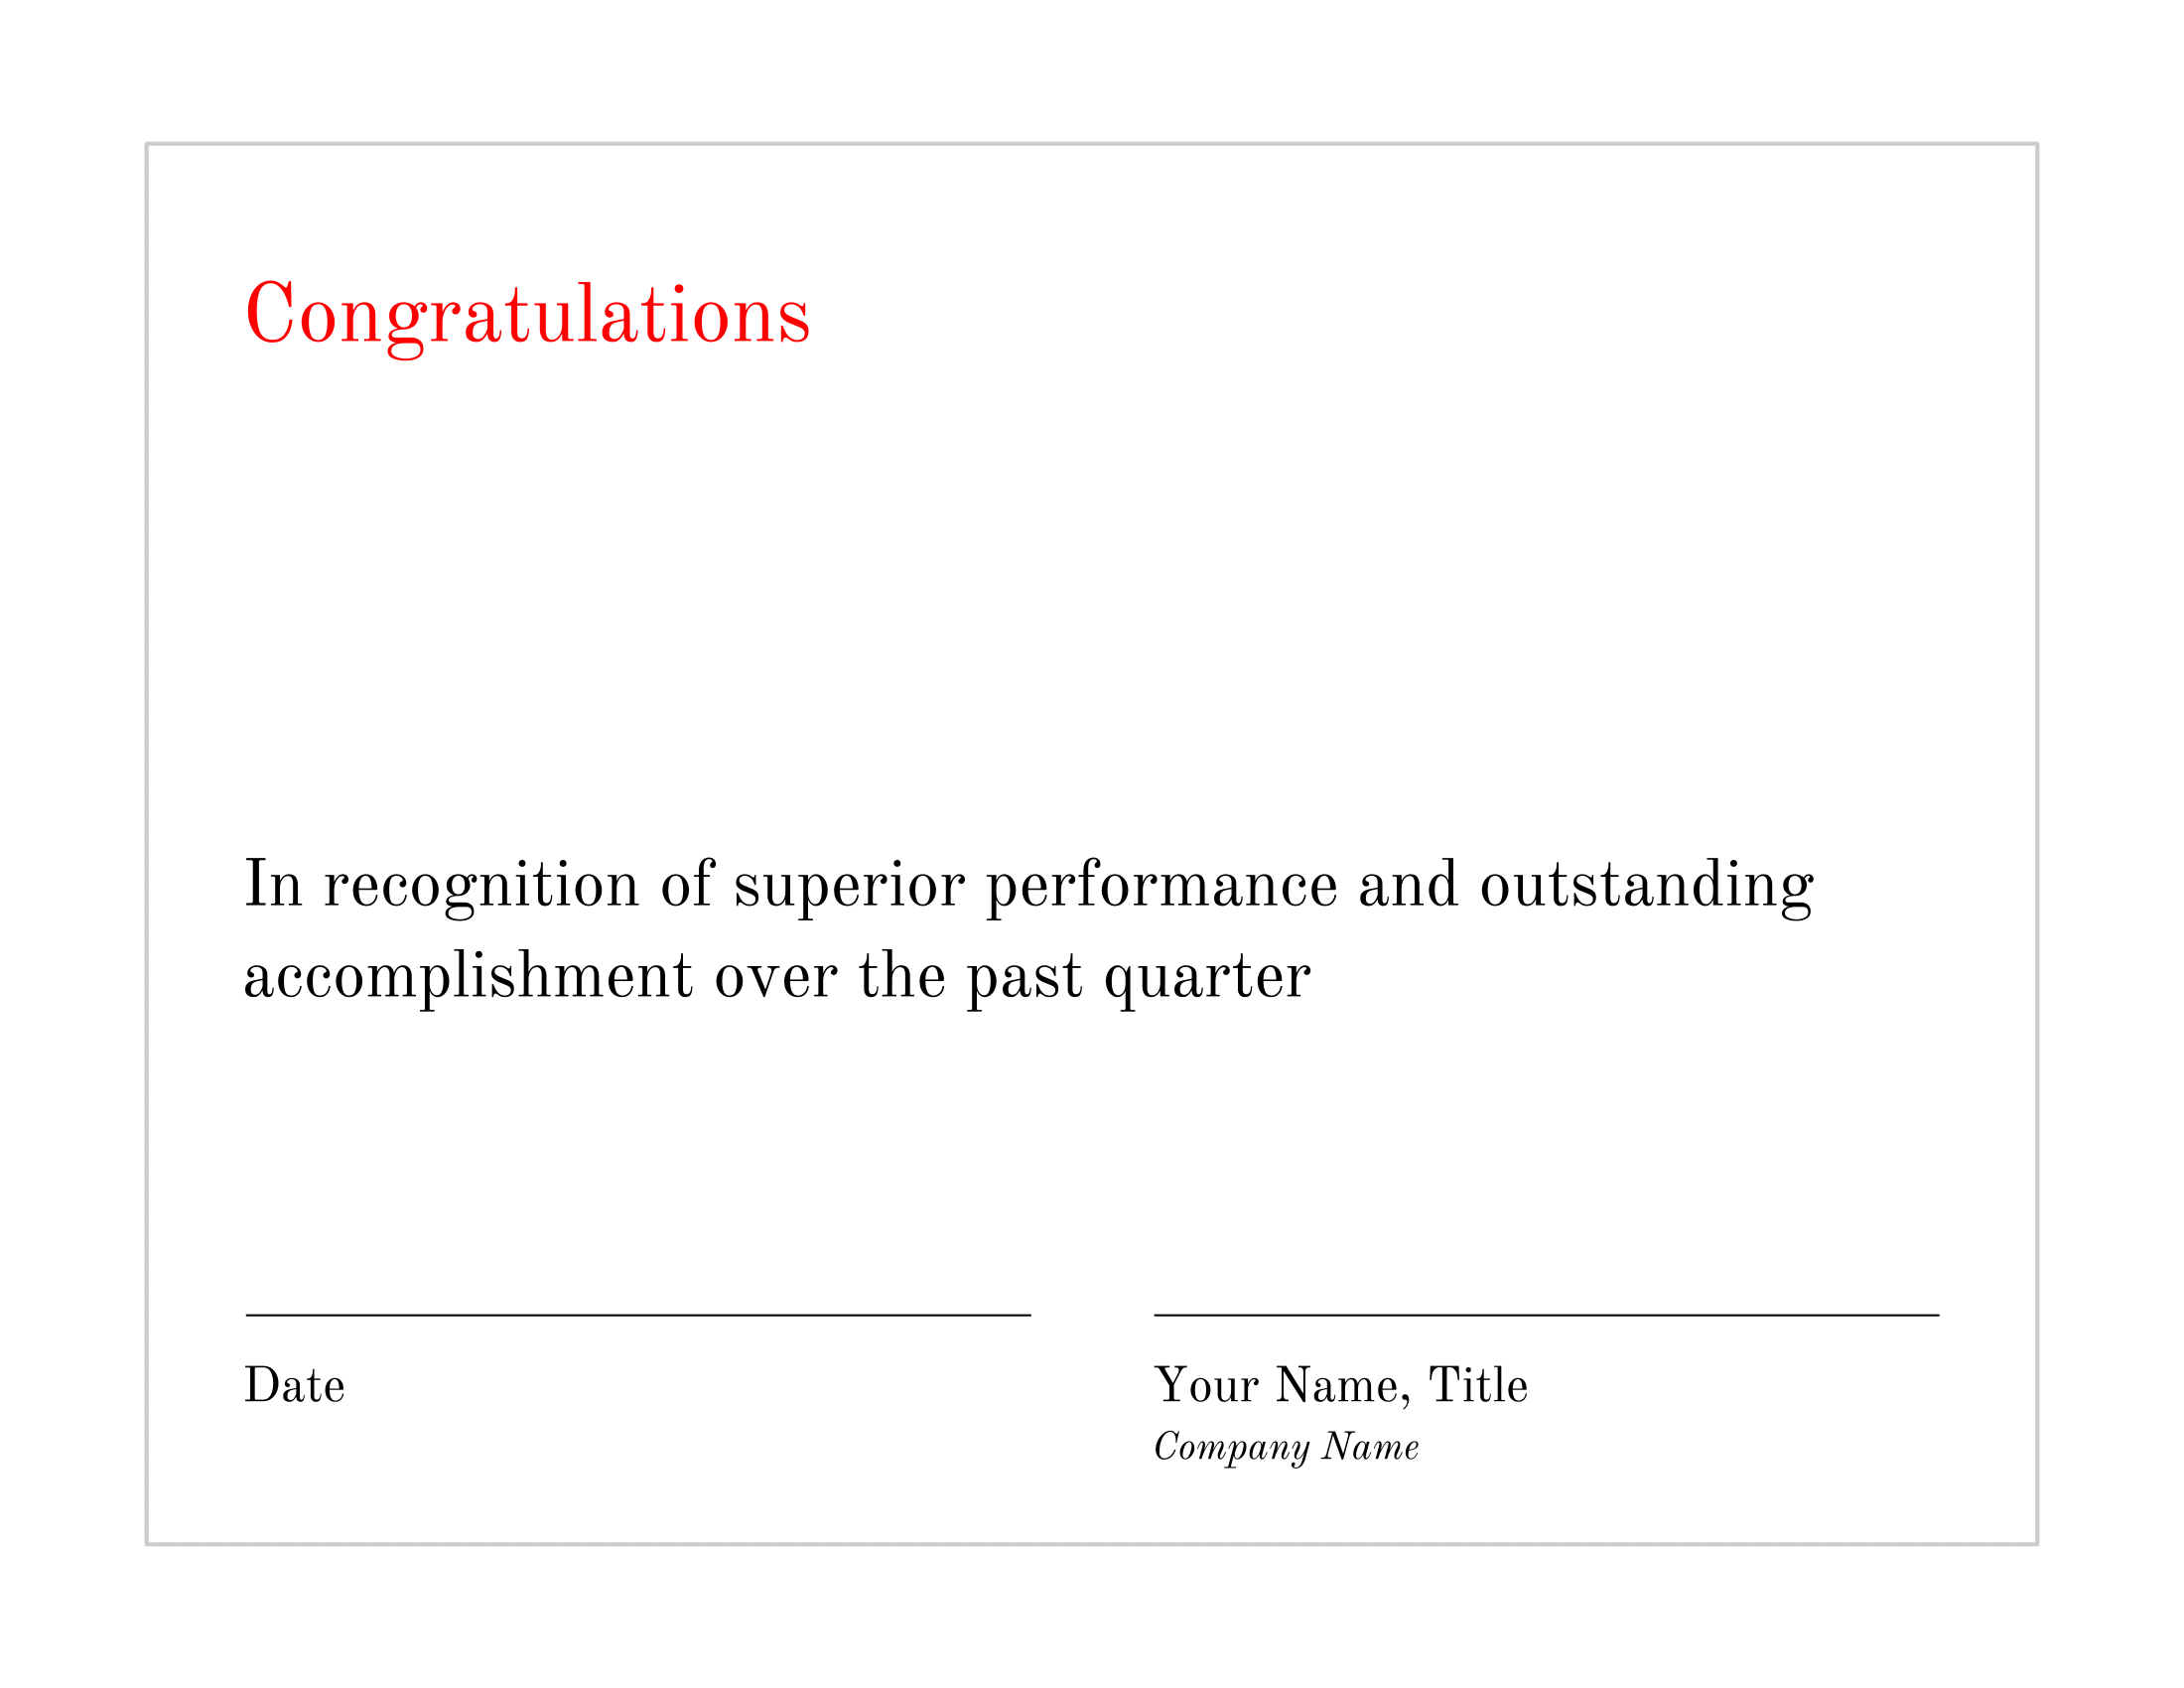 Congratulations
In recognition of superior performance and outstanding
accomplishment over the past quarter
Date
Your Name, Title
Company Name